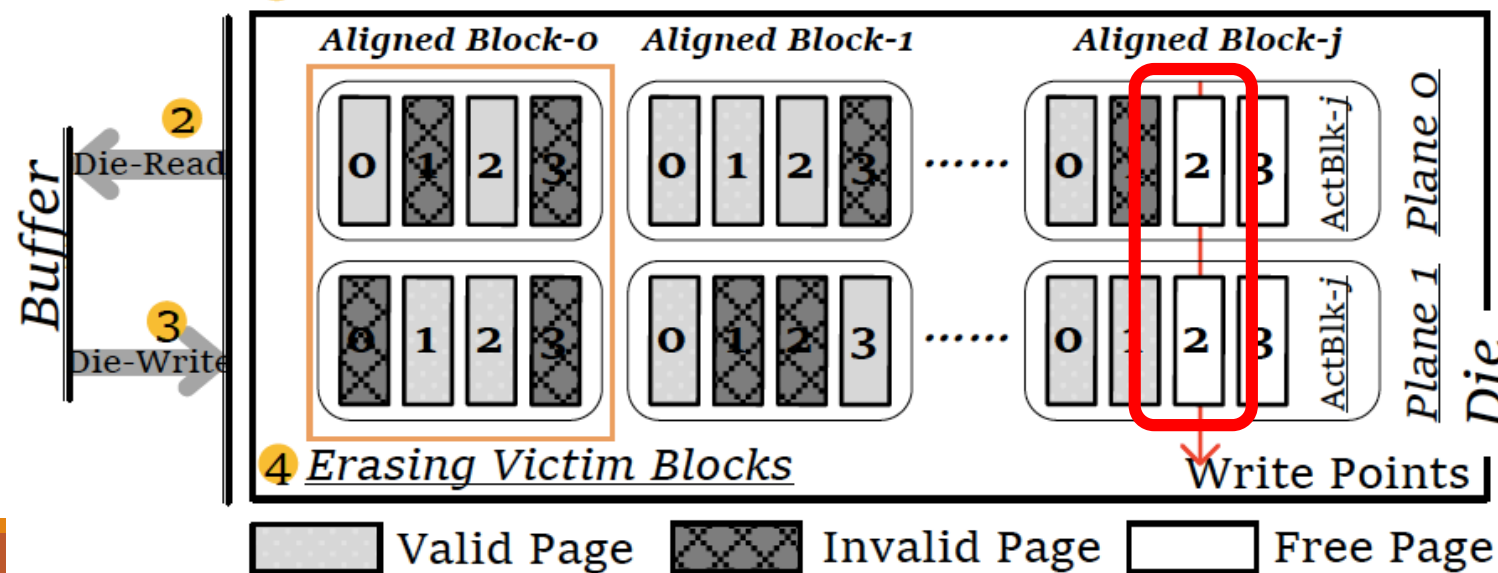 Aligned Block-0 Aligned Block-1 Aligned Block-j
2
Die-Read
Buffer
3
Die-Write
0 1 2 3 0 1 2 3 ...... 0 1 2 3 ActBlk-j Plane 0
0 1 2 3 0 1 2 3 ...... 0 1 2 3 ActBlk-j Plane 1
Die
4 Erasing Victim Blocks Write Points
Valid Page Invalid Page Free Page